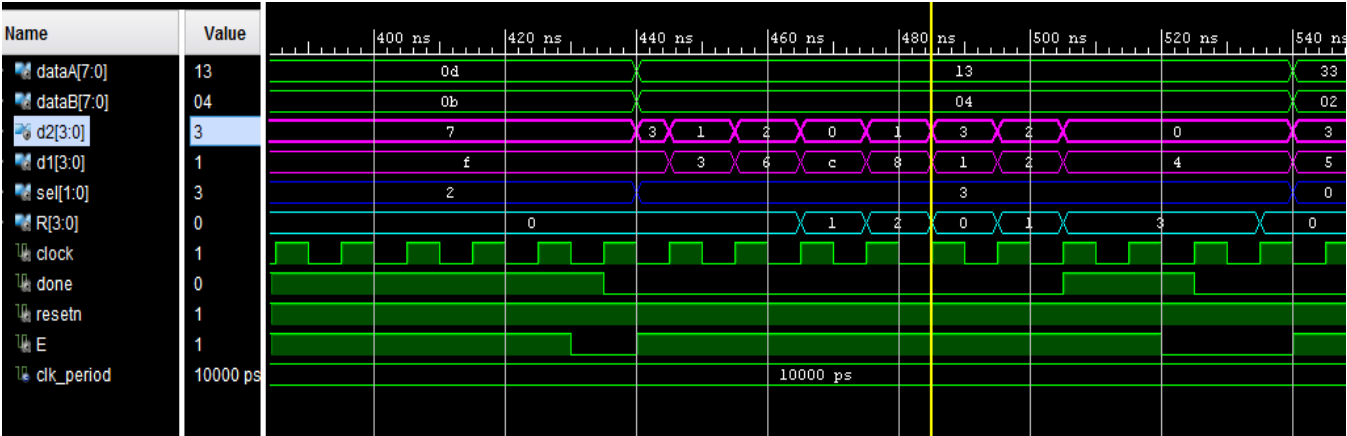 Name Value 400 ns 420 ns 440 ns 460 ns 480 ns 500 ns 520 ns 540 ns
dataA[7:0] 13 0d 13 33
dataB[7:0] 04 0b 04 02
d2[3:0] 3 7 3 1 2 0 1 3 2 0 3
d1[3:0] 1 f 3 6 c 8 1 2 4 5
sel[1:0] 3 2 3 0
R[3:0] 0 0 1 2 0 1 3 0
clock 1
done 0
resetn 1
E 1
clk_period 10000 ps 10000 ps